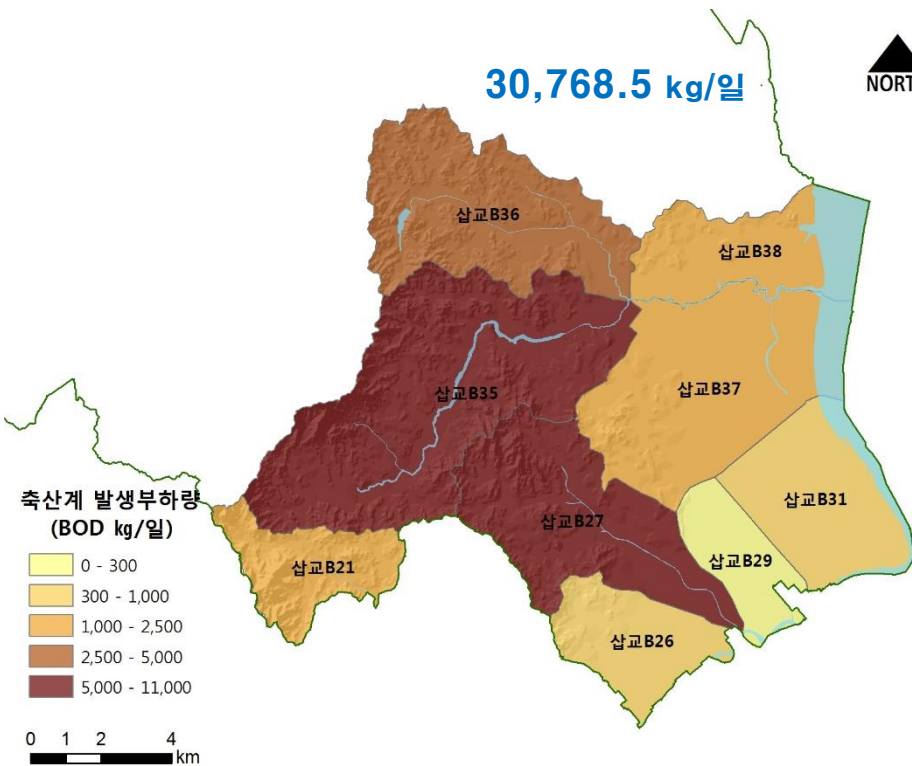 30,768.5 kg/일
NORT
삽교B36
삽교B38
삽교B35
삽교B37
삽교B31
삽교B27
삽교B29
삽교B21
삽교B26
축산계 발생부하량
(BOD kg/일)
0 - 300
300 - 1,000
1,000 - 2,500
2,500 - 5,000
5,000 - 11,000
0 1 2 4
km